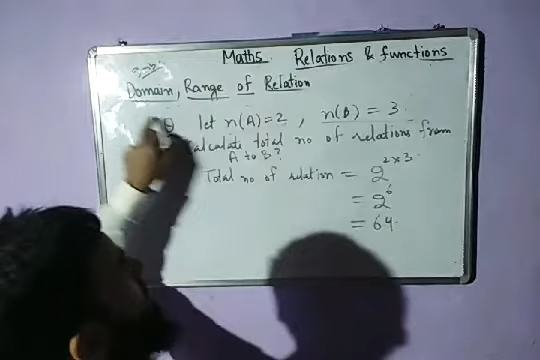 Maths Relations & functions
Domain, Range of Relation
Q let n(A)=2 , n(B) = 3
calculate total no of relations from
A to B?
Total no of relation = 2^{2×3}
= 2^6
= 64